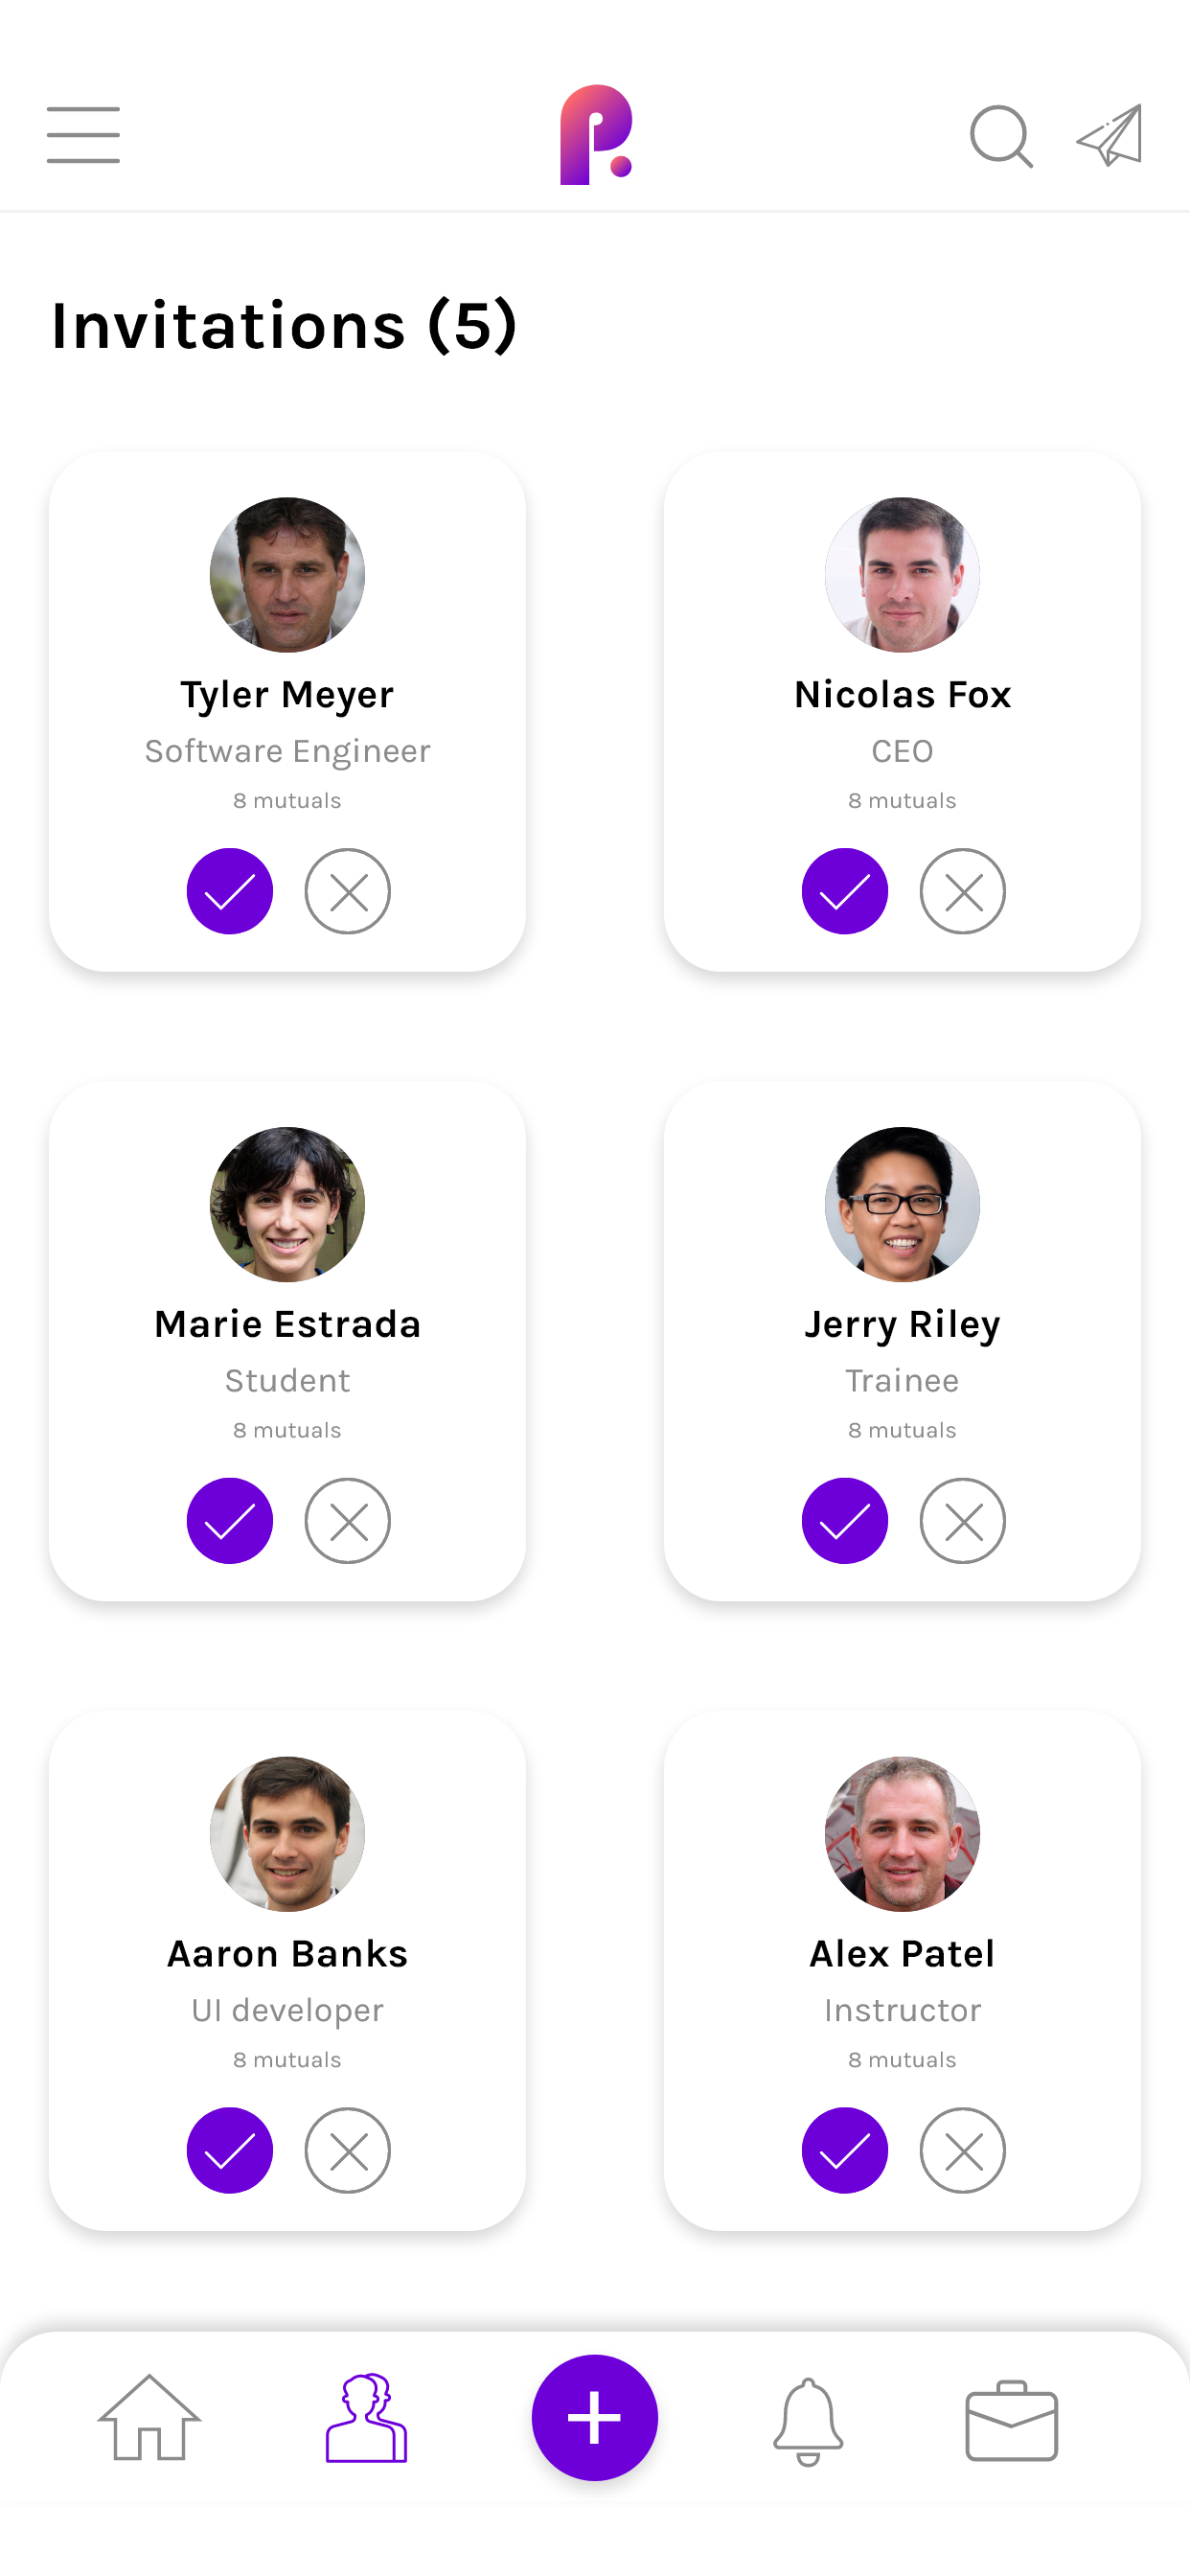 Invitations (5)
Tyler Meyer
Software Engineer
8 mutuals
Nicolas Fox
CEO
8 mutuals
Marie Estrada
Student
8 mutuals
Jerry Riley
Trainee
8 mutuals
Aaron Banks
UI developer
8 mutuals
Alex Patel
Instructor
8 mutuals